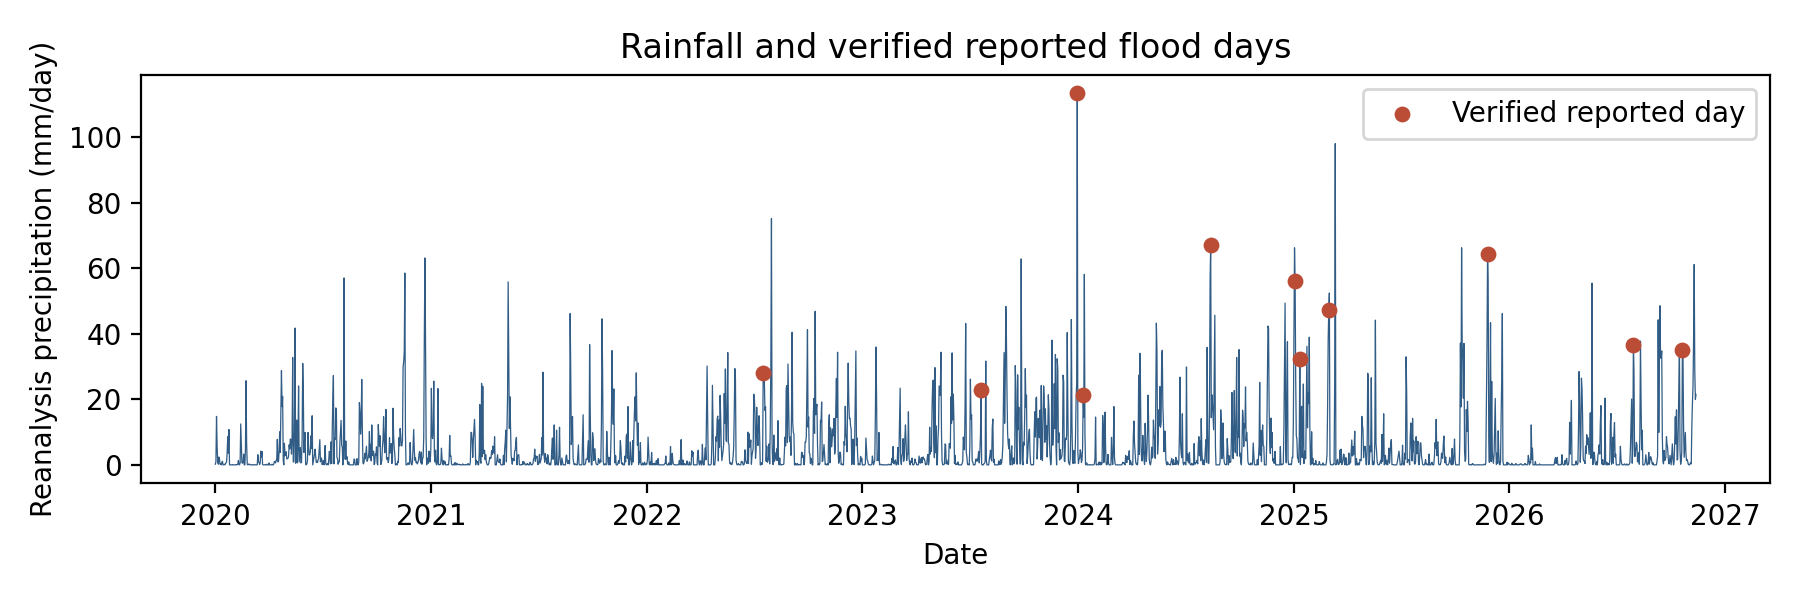 Rainfall and verified reported flood days
Verified reported day
Reanalysis precipitation (mm/day)
100
80
60
40
20
0
2020 2021 2022 2023 2024 2025 2026 2027
Date